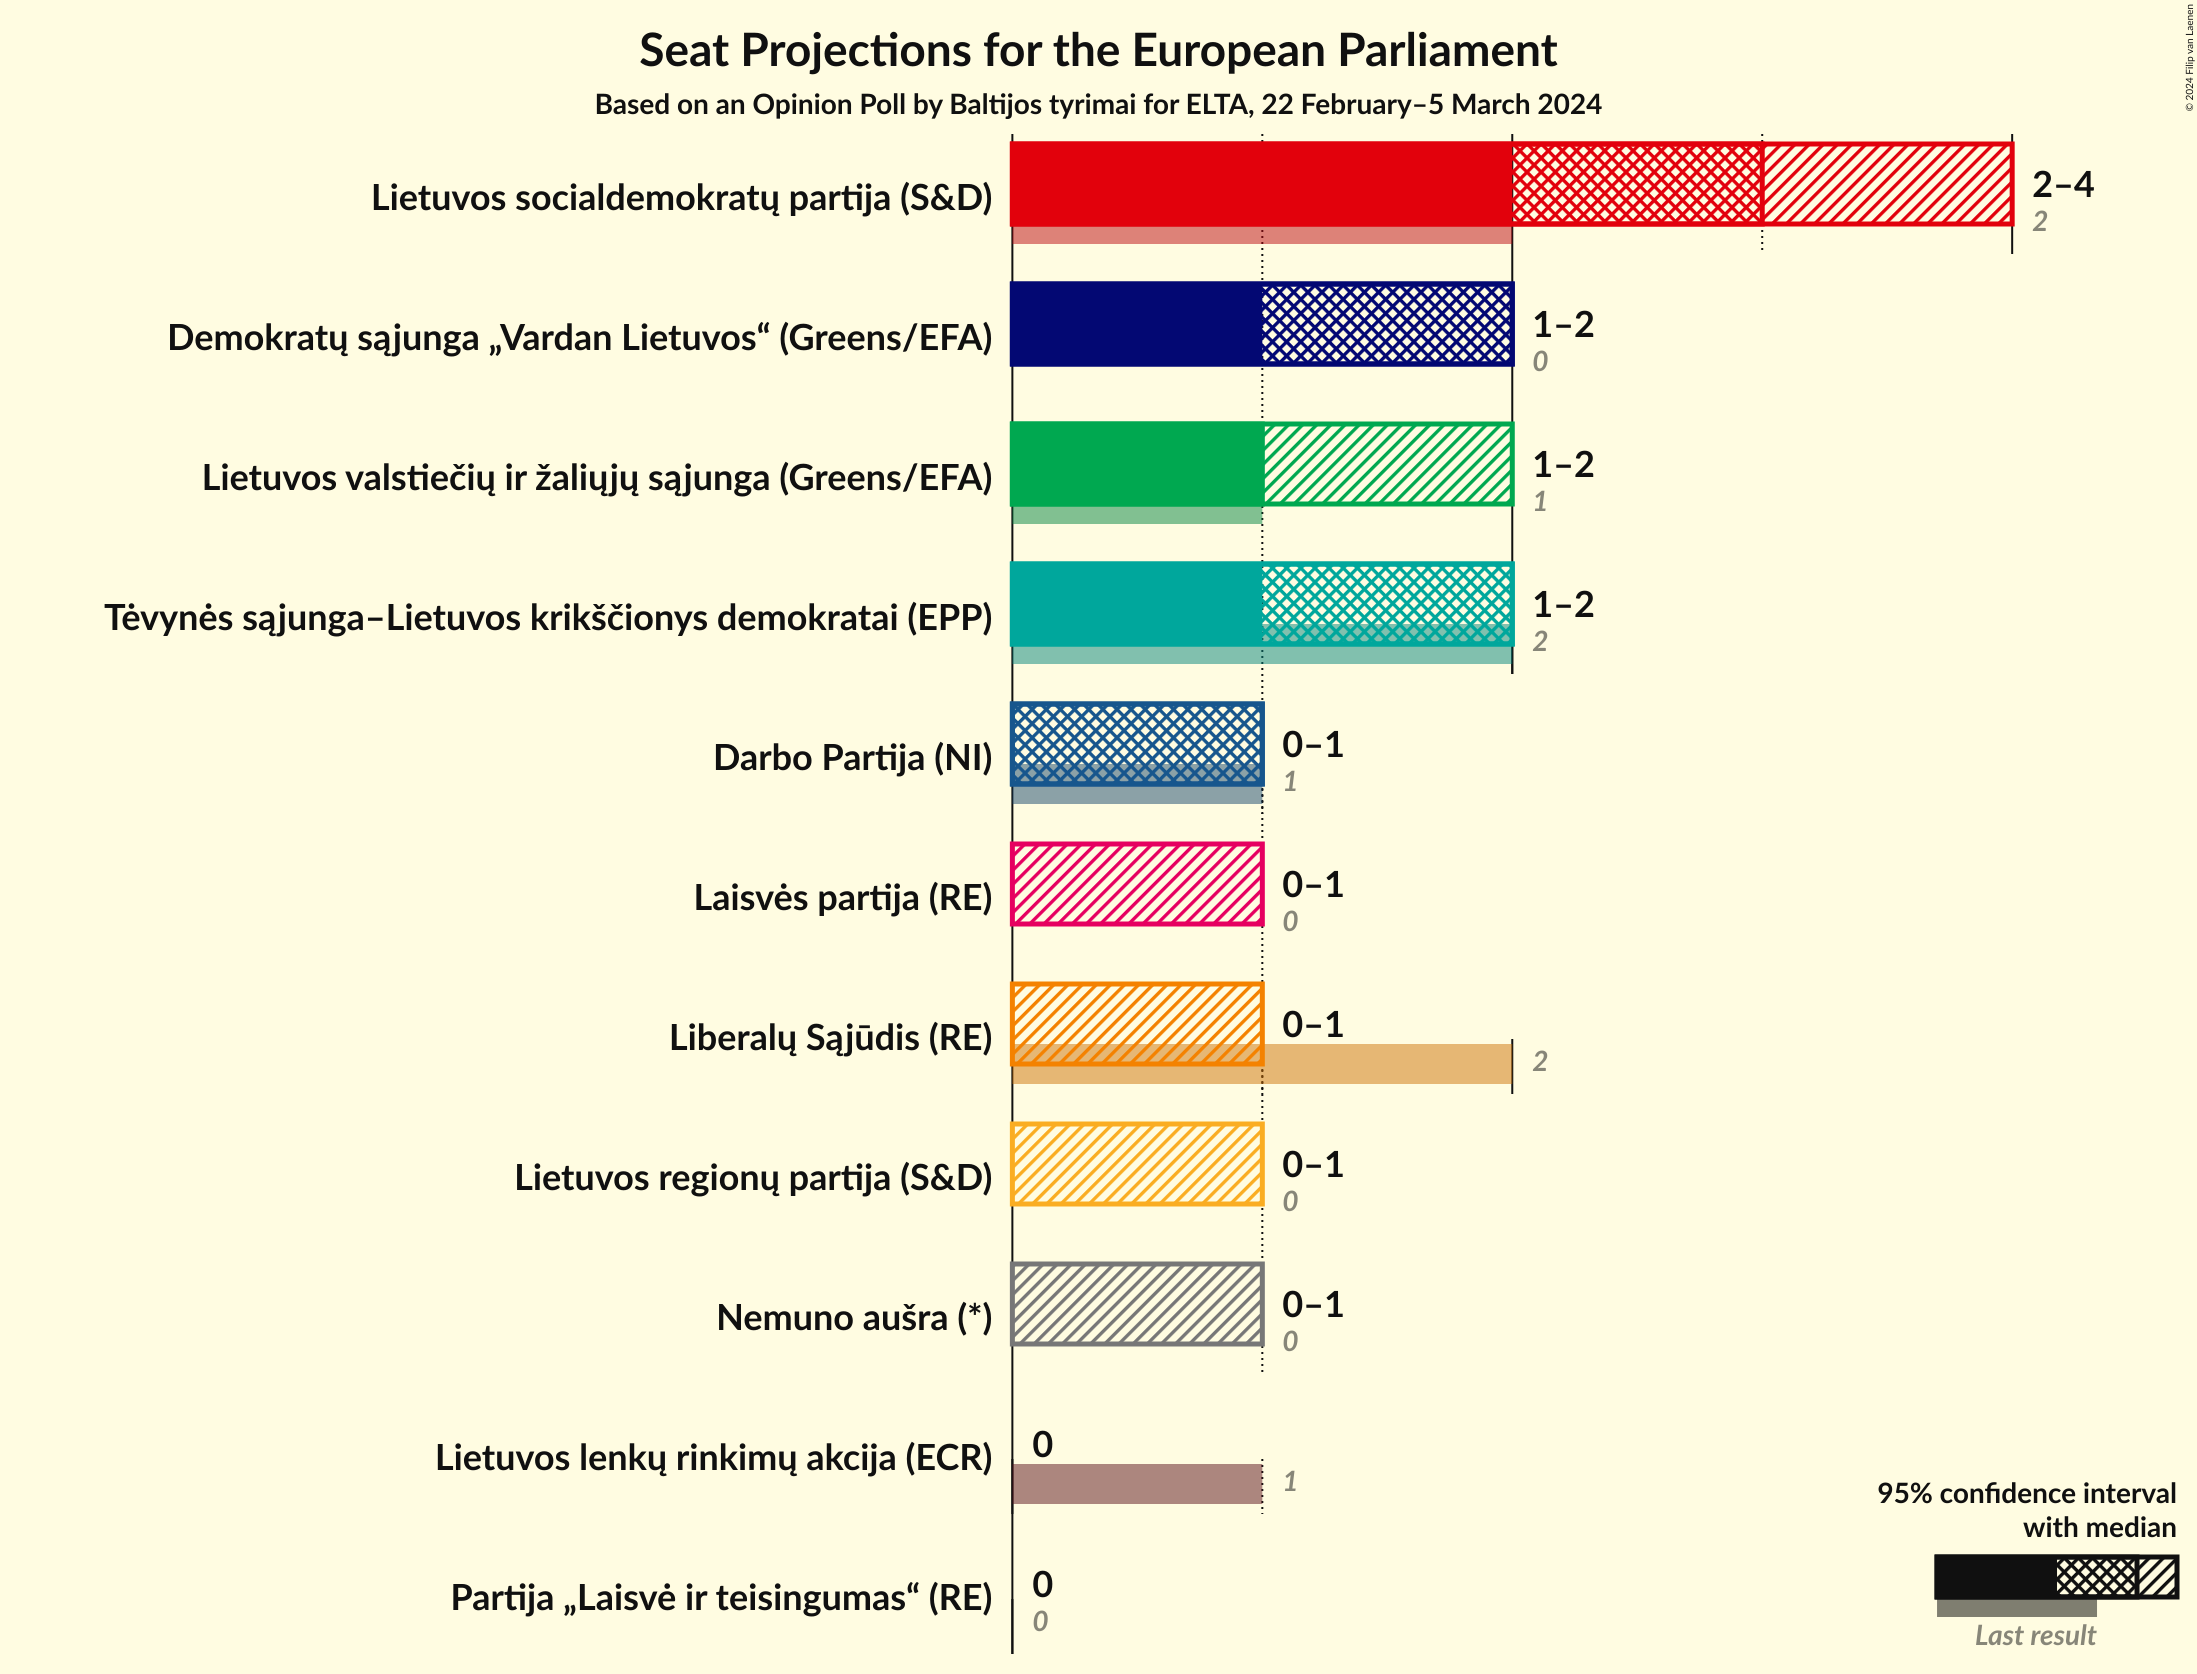 Seat Projections for the European Parliament
Based on an Opinion Poll by Baltijos tyrimai for ELTA, 22 February–5 March 2024
© 2024 Filip van Laenen
Lietuvos socialdemokratų partija (S&D)
2–4
2
Demokratų sąjunga „Vardan Lietuvos“ (Greens/EFA)
1–2
0
Lietuvos valstiečių ir žaliųjų sąjunga (Greens/EFA)
1–2
1
Tėvynės sąjunga–Lietuvos krikščionys demokratai (EPP)
1–2
2
Darbo Partija (NI)
0–1
1
Laisvės partija (RE)
0–1
0
Liberalų Sąjūdis (RE)
0–1
2
Lietuvos regionų partija (S&D)
0–1
0
Nemuno aušra (*)
0–1
0
Lietuvos lenkų rinkimų akcija (ECR)
0
1
Partija „Laisvė ir teisingumas“ (RE)
0
0
95% confidence interval
with median
Last result